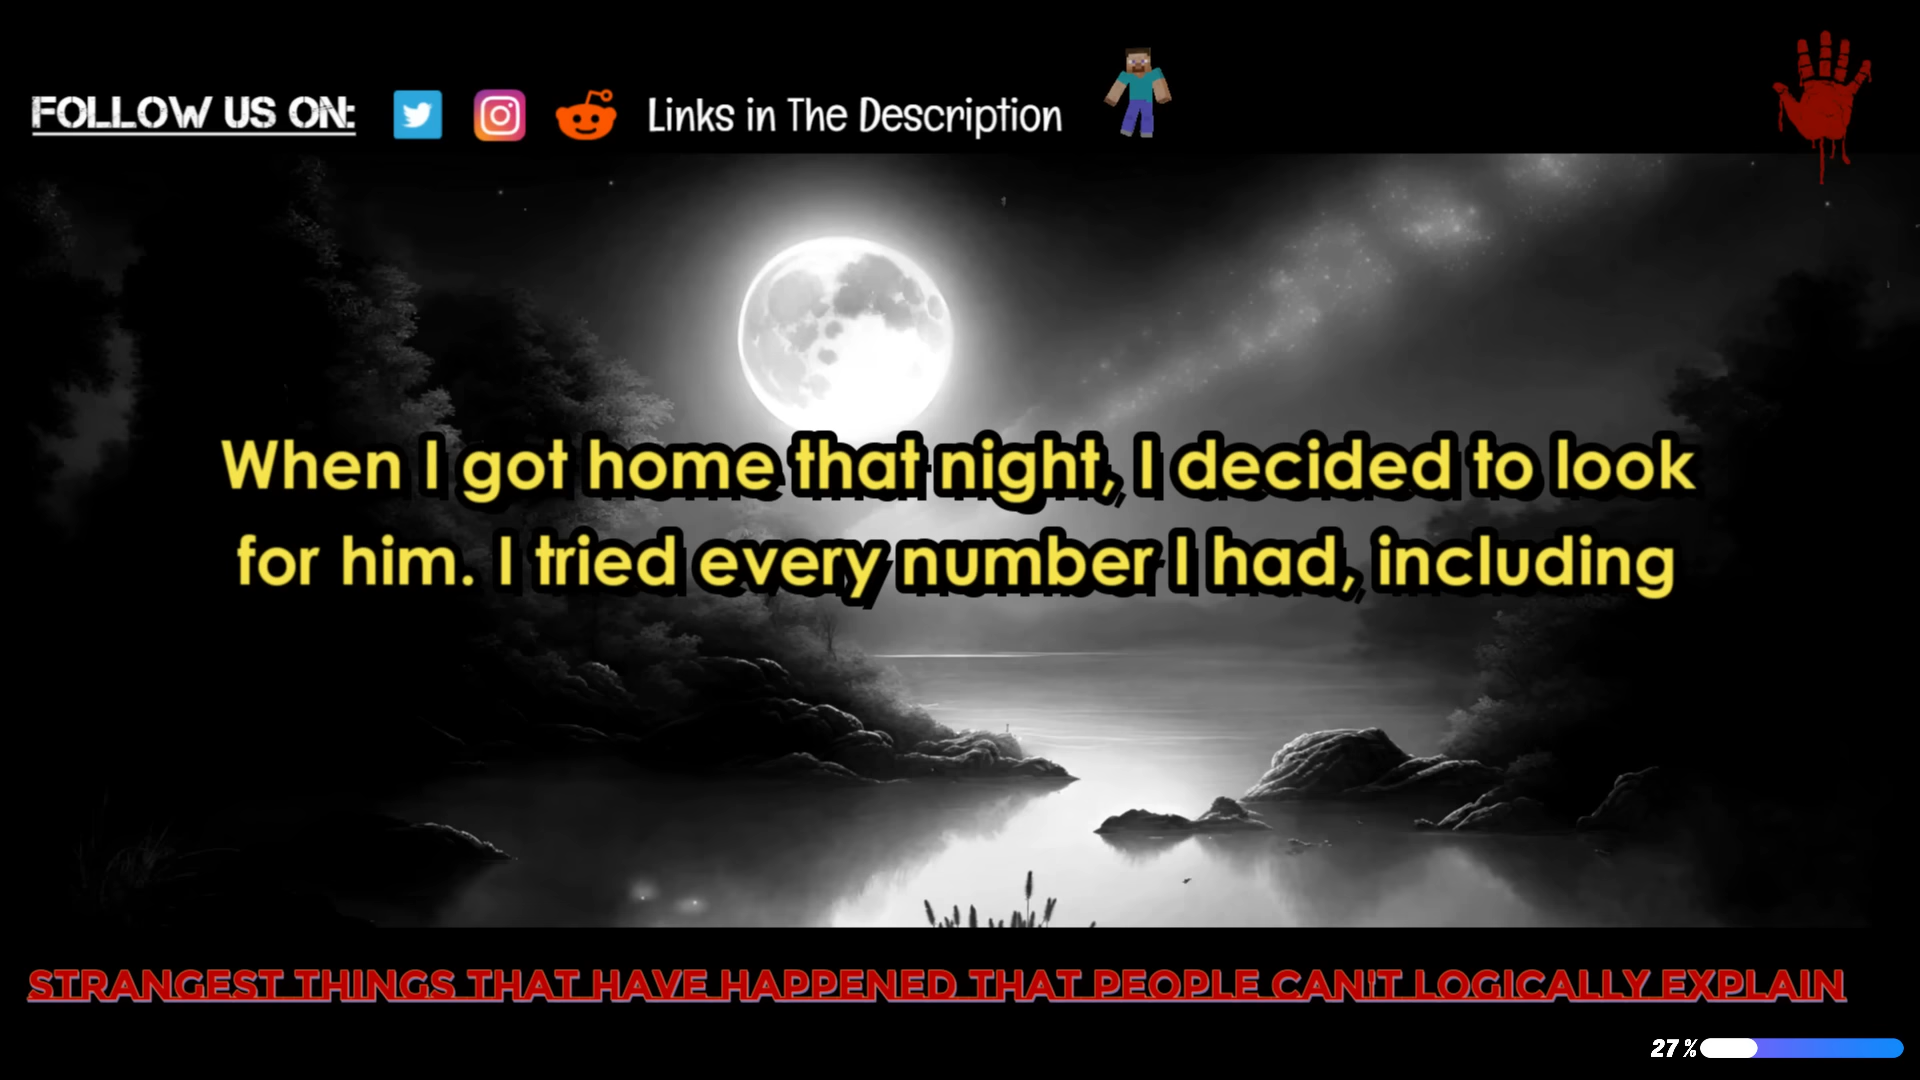 FOLLOW US ON:
Links in The Description
When I got home that night, I decided to look
for him. I tried every number I had, including
STRANGEST THINGS THAT HAVE HAPPENED THAT PEOPLE CAN'T LOGICALLY EXPLAIN
27 %